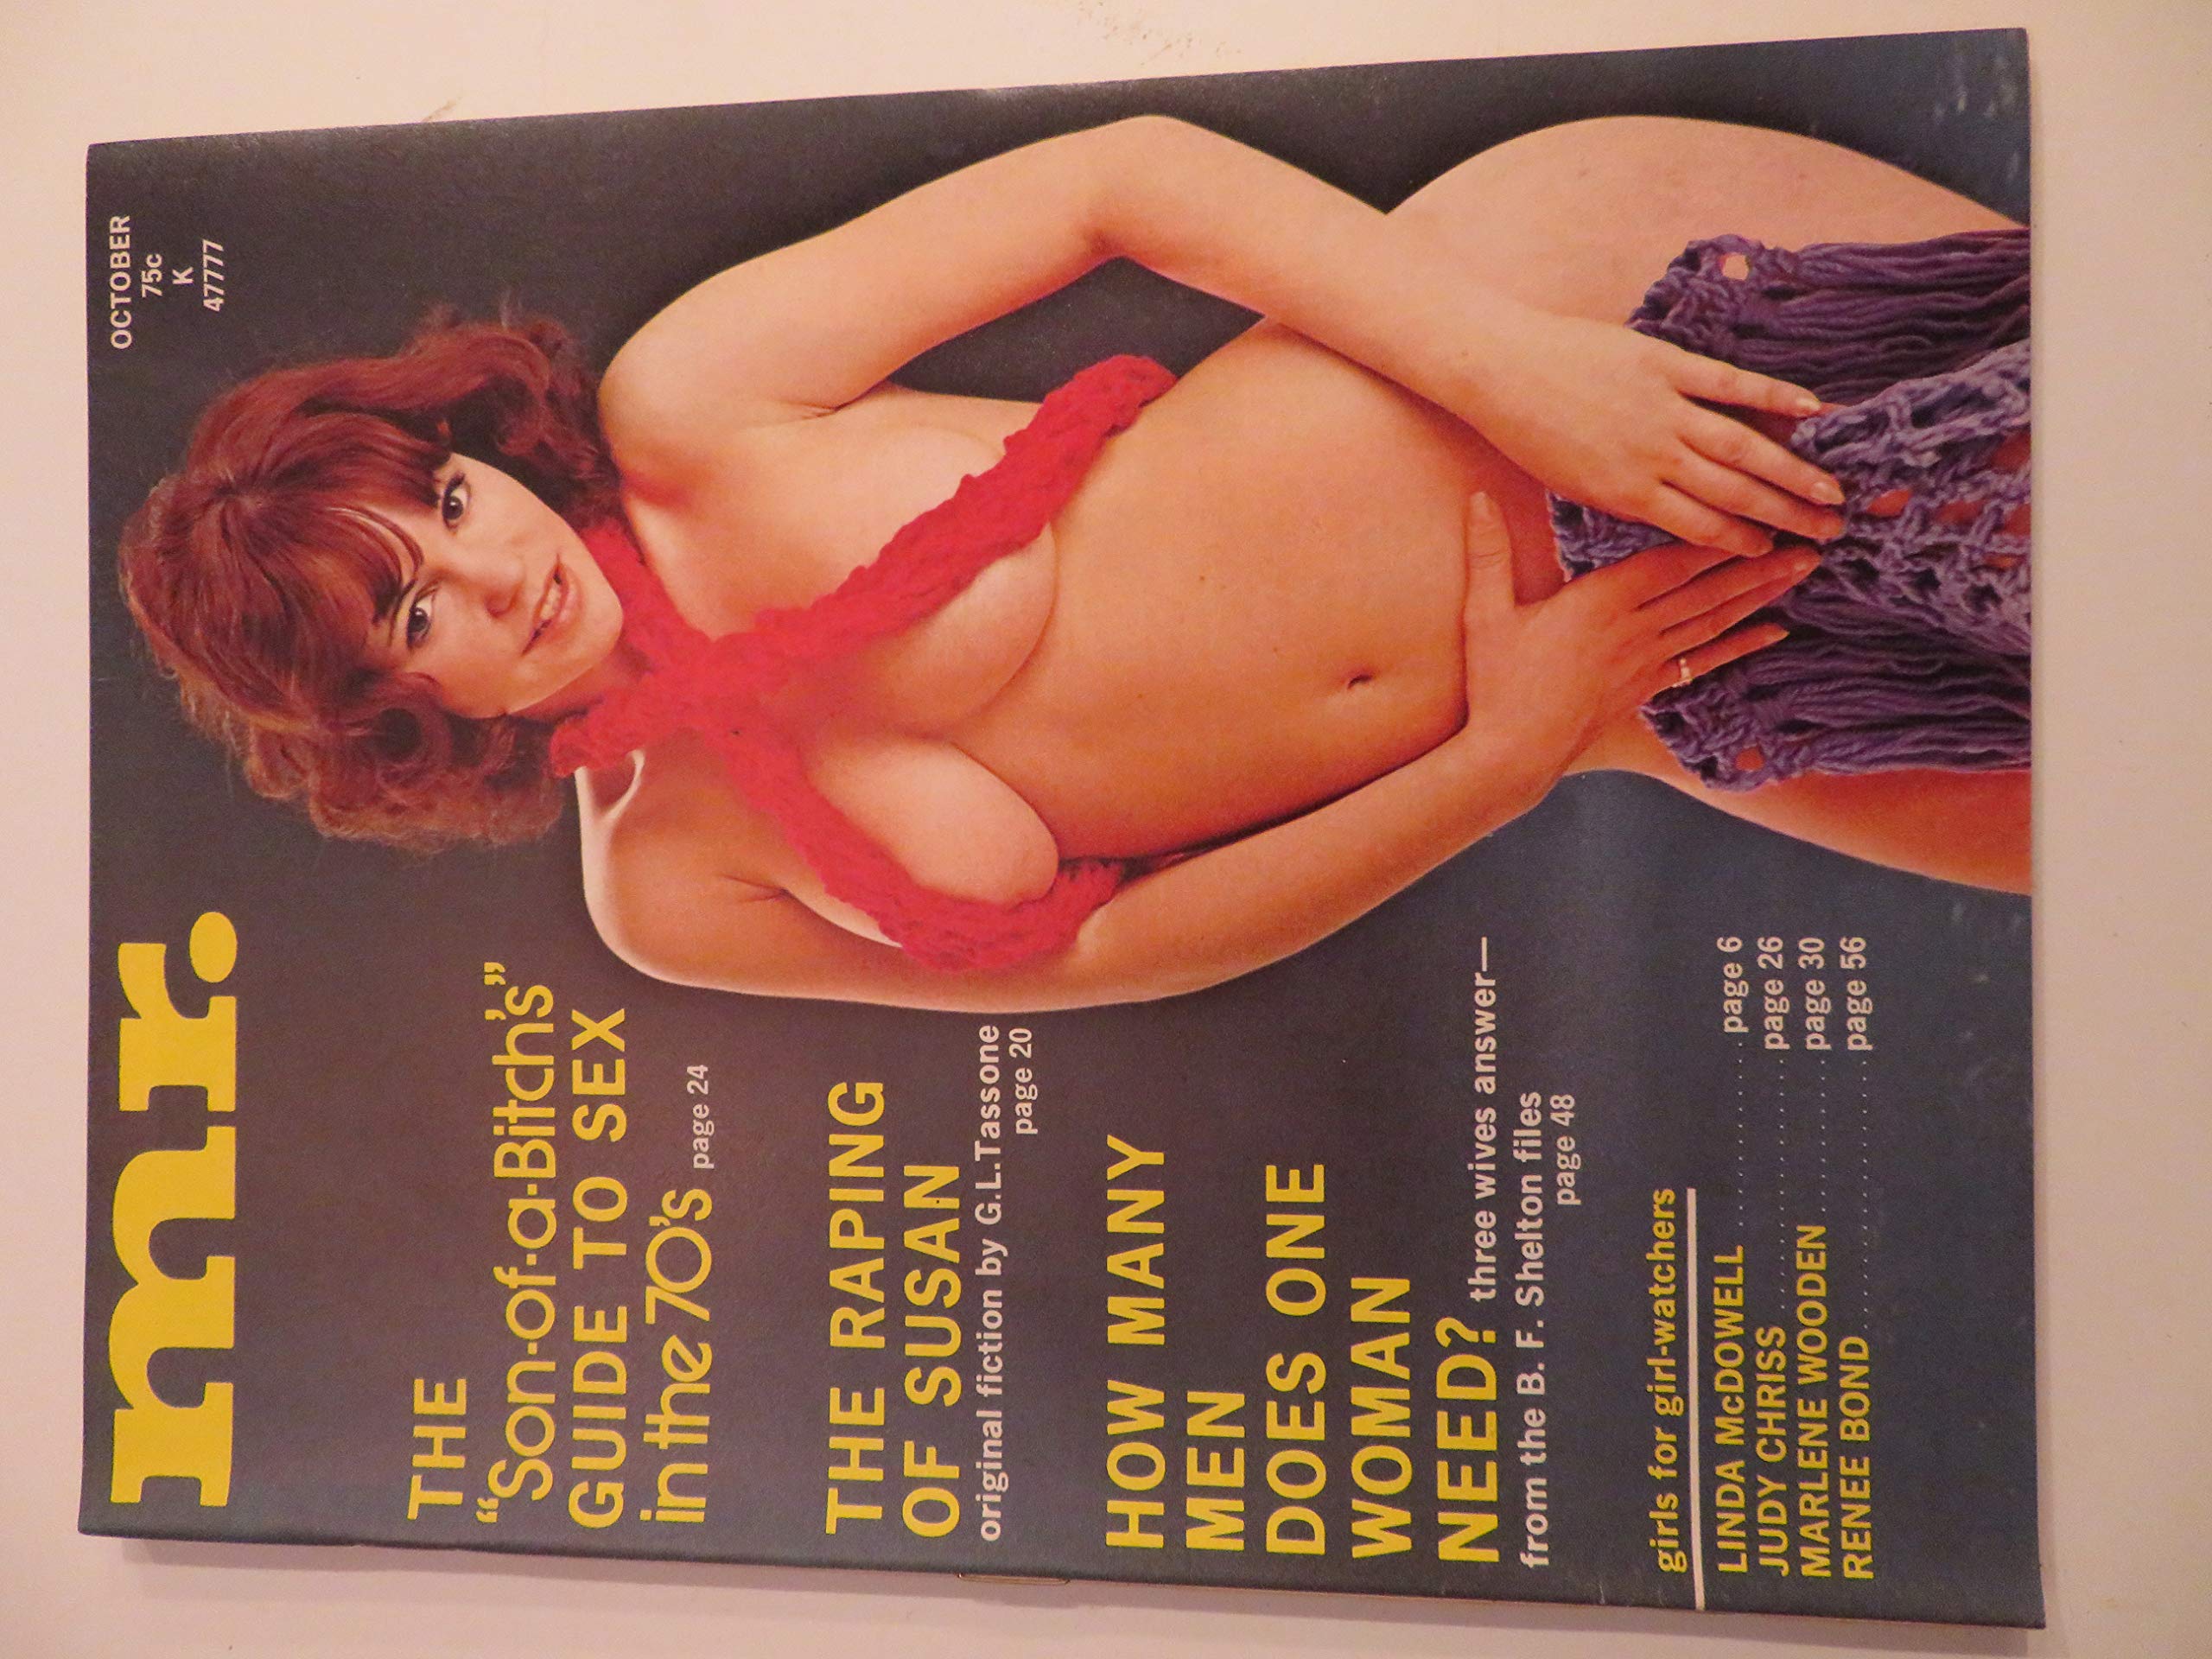 mr.
OCTOBER
75c
K
47777
THE
“Son-of-a-Bitch's”
GUIDE TO SEX
in the 70's page 24
THE RAPING
OF SUSAN
original fiction by G.L.Tassone
page 20
HOW MANY
MEN
DOES ONE
WOMAN
NEED? three wives answer—
from the B. F. Shelton files
page 48
girls for girl-watchers
LINDA McDOWELL ........ page 6
JUDY CHRISS ............ page 26
MARLENE WOODEN ...... page 30
RENEE BOND ............ page 56